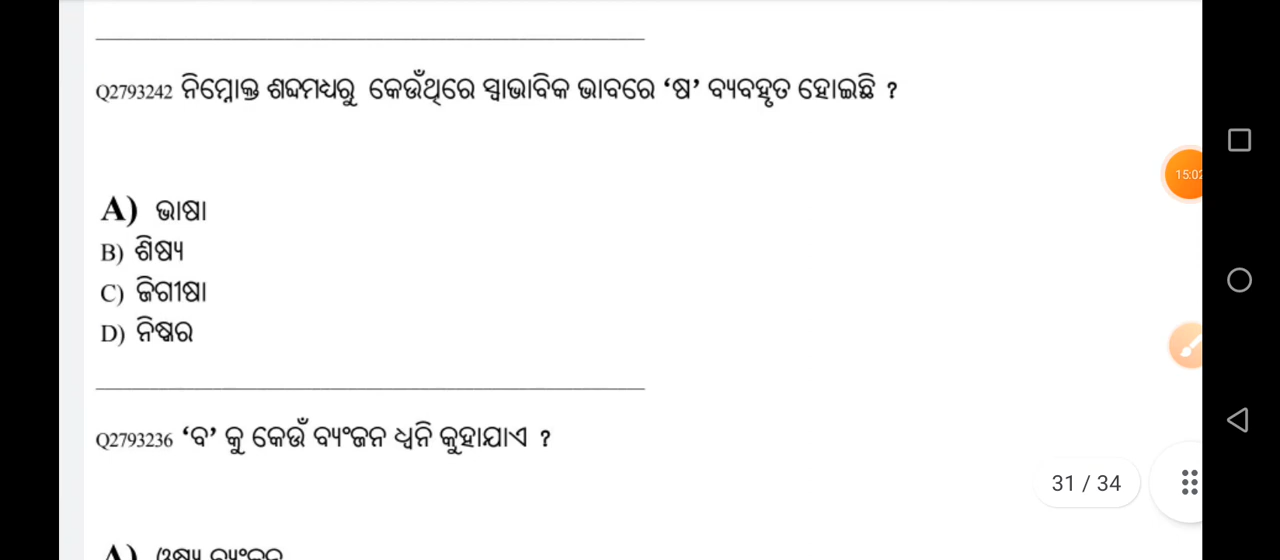 Q2793242 ନିମ୍ନୋକ୍ତ ଶବ୍ଦମଧ୍ୟରୁ କେଉଁଥିରେ ସ୍ୱାଭାବିକ ଭାବରେ ‘ଷ’ ବ୍ୟବହୃତ ହୋଇଛି ?
15:02
A) ଭାଷା
B) ଶିଷ୍ୟ
C) ଜିଗୀଷା
D) ନିଷ୍କର
Q2793236 ‘ବ’ କୁ କେଉଁ ବ୍ୟଂଜନ ଧ୍ୱନି କୁହାଯାଏ ?
31 / 34